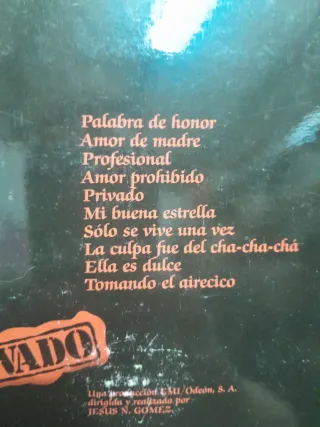 Palabra de honor
Amor de madre
Profesional
Amor prohibido
Privado
Mi buena estrella
Sólo se vive una vez
La culpa fue del cha-cha-chá
Ella es dulce
Tomando el airecico
VADO
Una producción EMI/Odeón, S. A.
dirigida y realizada por
JESUS N. GOMEZ.